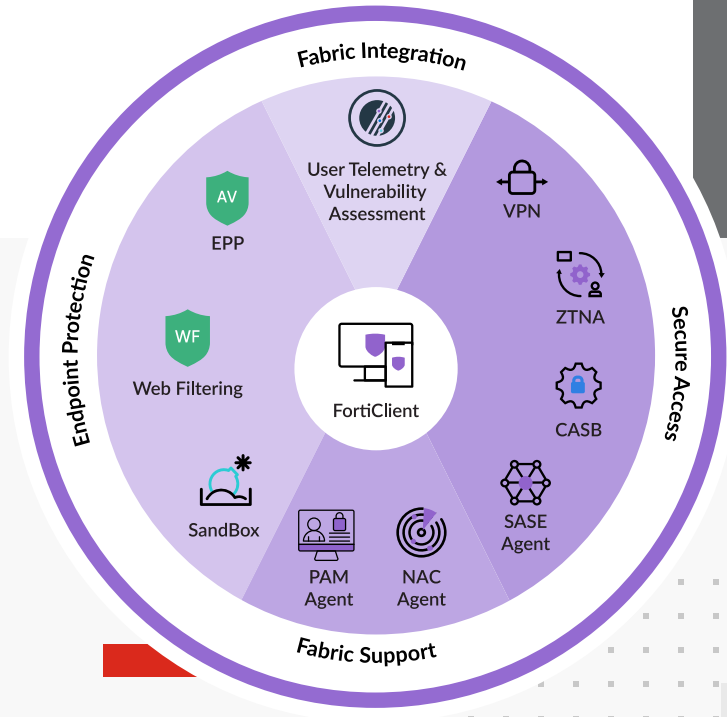 Fabric Integration
User Telemetry &
Vulnerability
Assessment
VPN
ZTNA
CASB
SASE
Agent
Secure Access
NAC
Agent
PAM
Agent
Fabric Support
SandBox
WF
Web Filtering
AV
EPP
Endpoint Protection
FortiClient